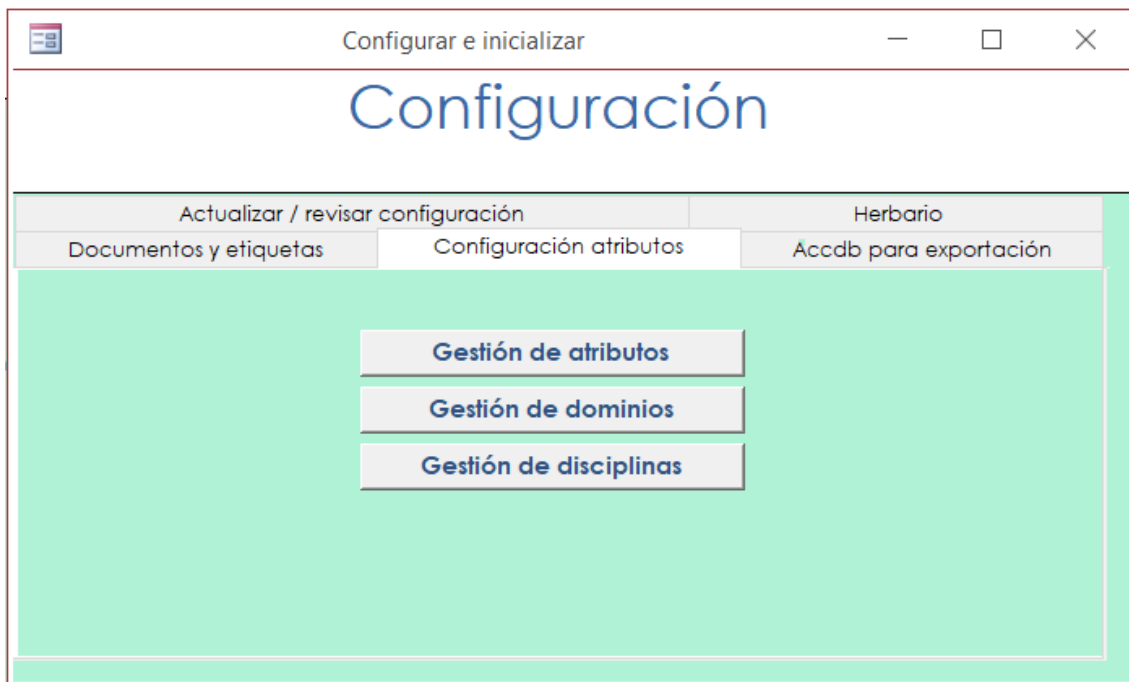 Configurar e inicializar
Configuración
Actualizar / revisar configuración Herbario
Documentos y etiquetas Configuración atributos Accdb para exportación
Gestión de atributos
Gestión de dominios
Gestión de disciplinas